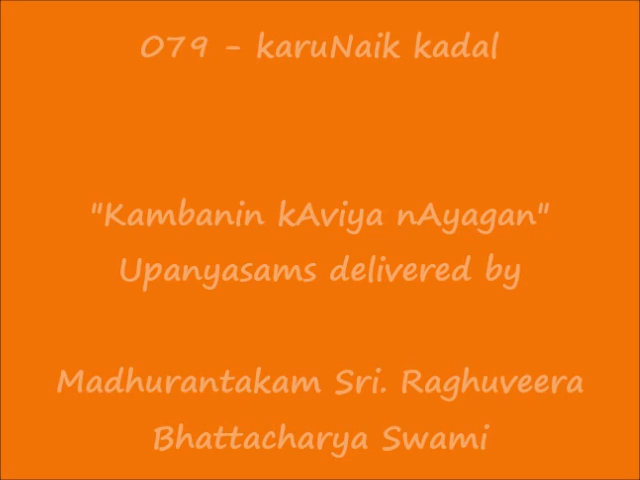 079 - karuNaik kadal
"Kambanin kAviya nAyagan"
Upanyasams delivered by
Madhurantakam Sri. Raghuveera
Bhattacharya Swami